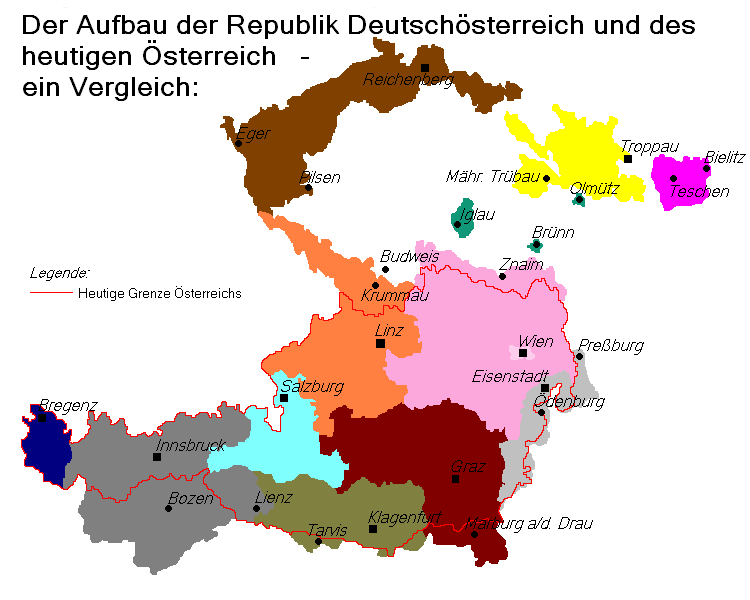 Der Aufbau der Republik Deutschösterreich und des
heutigen Österreich -
ein Vergleich:
Reichenberg
Eger
Troppau
Bielitz
Pilsen
Mähr. Trübau
Olmütz
Teschen
Iglau
Brünn
Budweis
Znaim
Legende:
Heutige Grenze Österreichs
Krummau
Linz
Wien
Preßburg
Eisenstadt
Salzburg
Ödenburg
Bregenz
Innsbruck
Graz
Bozen
Lienz
Klagenfurt
Marburg a/d. Drau
Tarvis